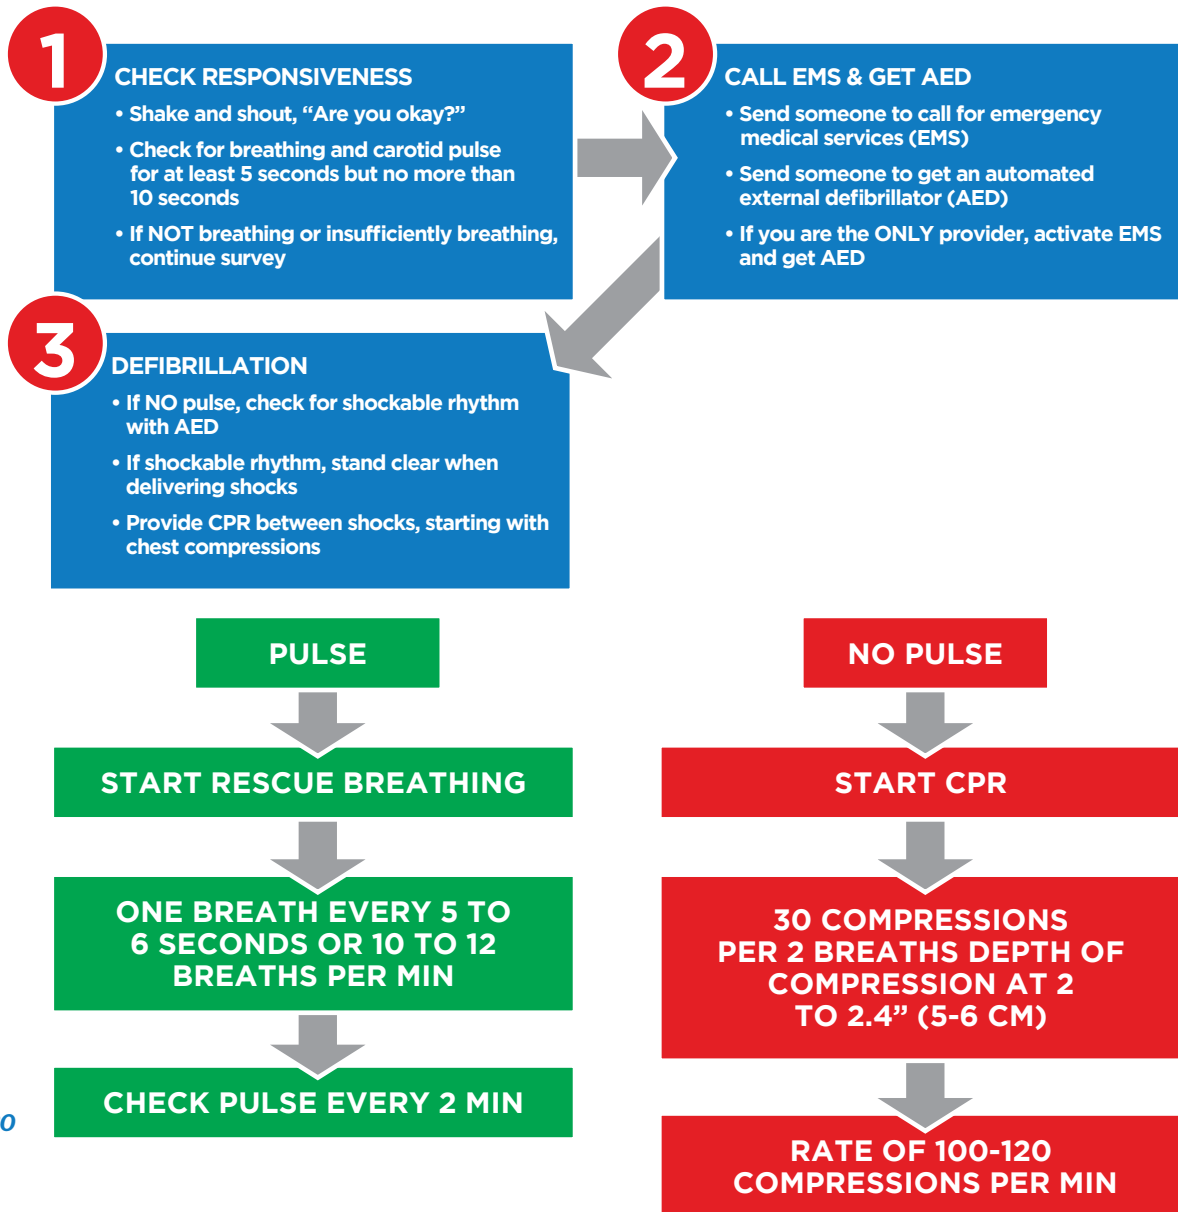 1
CHECK RESPONSIVENESS
• Shake and shout, “Are you okay?”
• Check for breathing and carotid pulse
for at least 5 seconds but no more than
10 seconds
• If NOT breathing or insufficiently breathing,
continue survey
2
CALL EMS & GET AED
• Send someone to call for emergency
medical services (EMS)
• Send someone to get an automated
external defibrillator (AED)
• If you are the ONLY provider, activate EMS
and get AED
3
DEFIBRILLATION
• If NO pulse, check for shockable rhythm
with AED
• If shockable rhythm, stand clear when
delivering shocks
• Provide CPR between shocks, starting with
chest compressions
PULSE
START RESCUE BREATHING
ONE BREATH EVERY 5 TO
6 SECONDS OR 10 TO 12
BREATHS PER MIN
CHECK PULSE EVERY 2 MIN
NO PULSE
START CPR
30 COMPRESSIONS
PER 2 BREATHS DEPTH OF
COMPRESSION AT 2
TO 2.4” (5-6 CM)
RATE OF 100-120
COMPRESSIONS PER MIN